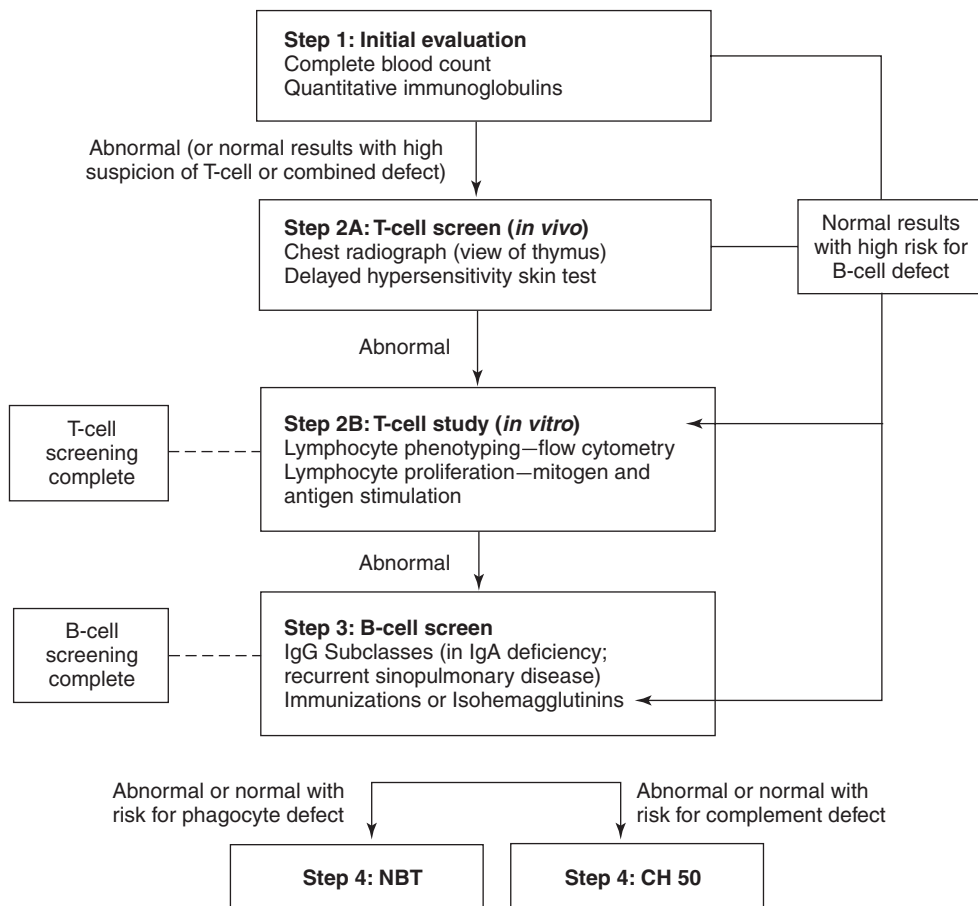 Step 1: Initial evaluation
Complete blood count
Quantitative immunoglobulins
Abnormal (or normal results with high
suspicion of T-cell or combined defect)
Step 2A: T-cell screen (in vivo)
Chest radiograph (view of thymus)
Delayed hypersensitivity skin test
Normal results
with high risk for
B-cell defect
Abnormal
T-cell
screening
complete
Step 2B: T-cell study (in vitro)
Lymphocyte phenotyping—flow cytometry
Lymphocyte proliferation—mitogen and
antigen stimulation
Abnormal
B-cell
screening
complete
Step 3: B-cell screen
IgG Subclasses (in IgA deficiency;
recurrent sinopulmonary disease)
Immunizations or Isohemagglutinins
Abnormal or normal with
risk for phagocyte defect
Abnormal or normal with
risk for complement defect
Step 4: NBT
Step 4: CH 50